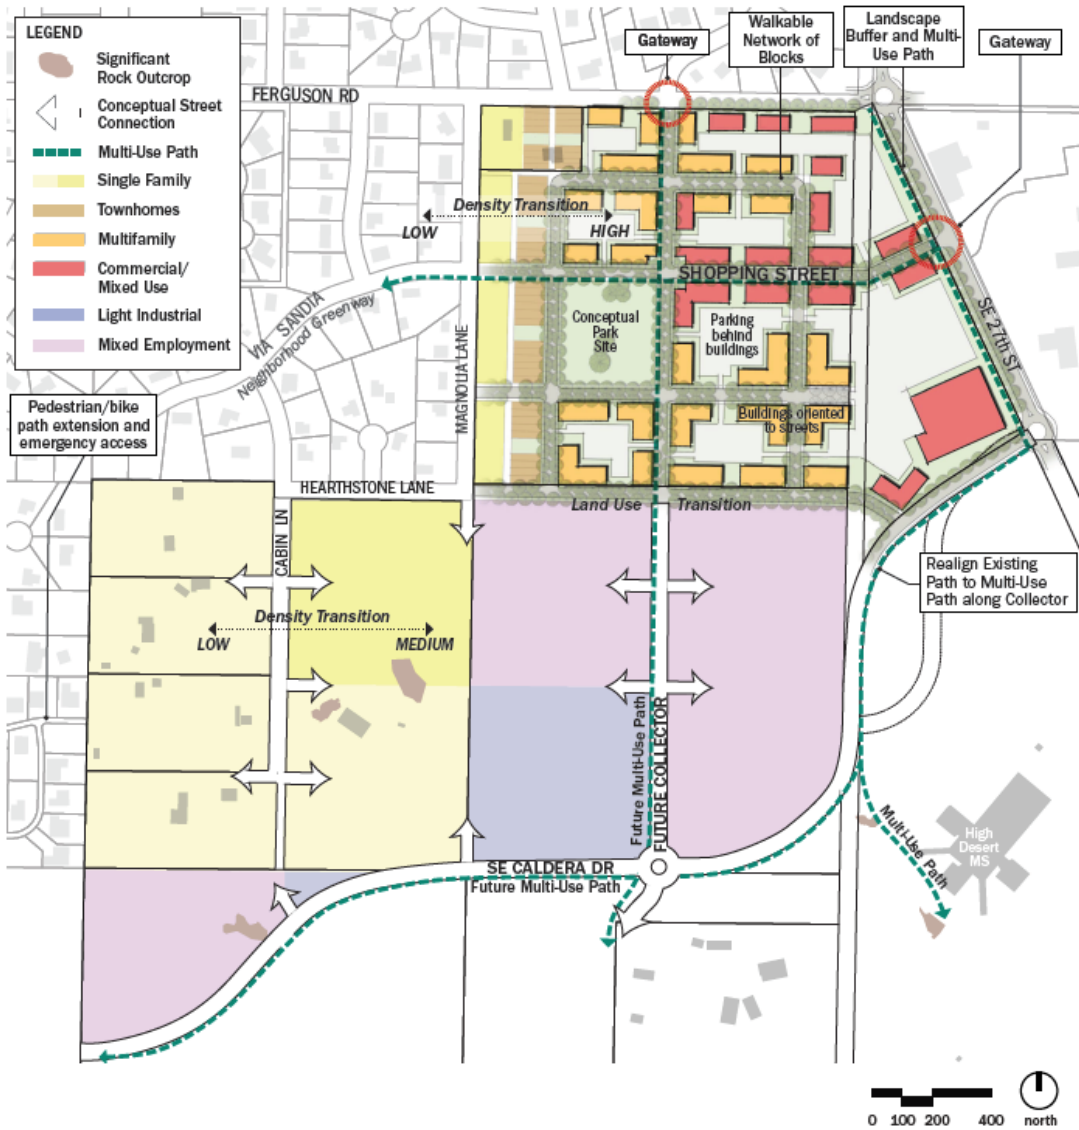 LEGEND
Significant
Rock Outcrop
Conceptual Street
Connection
Multi-Use Path
Single Family
Townhomes
Multifamily
Commercial/
Mixed Use
Light Industrial
Mixed Employment
FERGUSON RD
Gateway
Walkable
Network of
Blocks
Landscape
Buffer and Multi-
Use Path
Gateway
Density Transition
LOW
HIGH
SHOPPING STREET
VIA SANDIA
Neighborhood Greenway
MAGNOLIA LANE
Conceptual
Park
Site
Parking
behind
buildings
SE 27th ST
Buildings oriented
to streets
Pedestrian/bike
path extension and
emergency access
HEARTHSTONE LANE
Land Use
Transition
CABIN LN
Density Transition
LOW
MEDIUM
Realign Existing
Path to Multi-Use
Path along Collector
Future Multi-Use Path
FUTURE COLLECTOR
Multi-Use Path
High
Desert
MS
SE CALDERA DR
Future Multi-Use Path
0 100 200 400
north